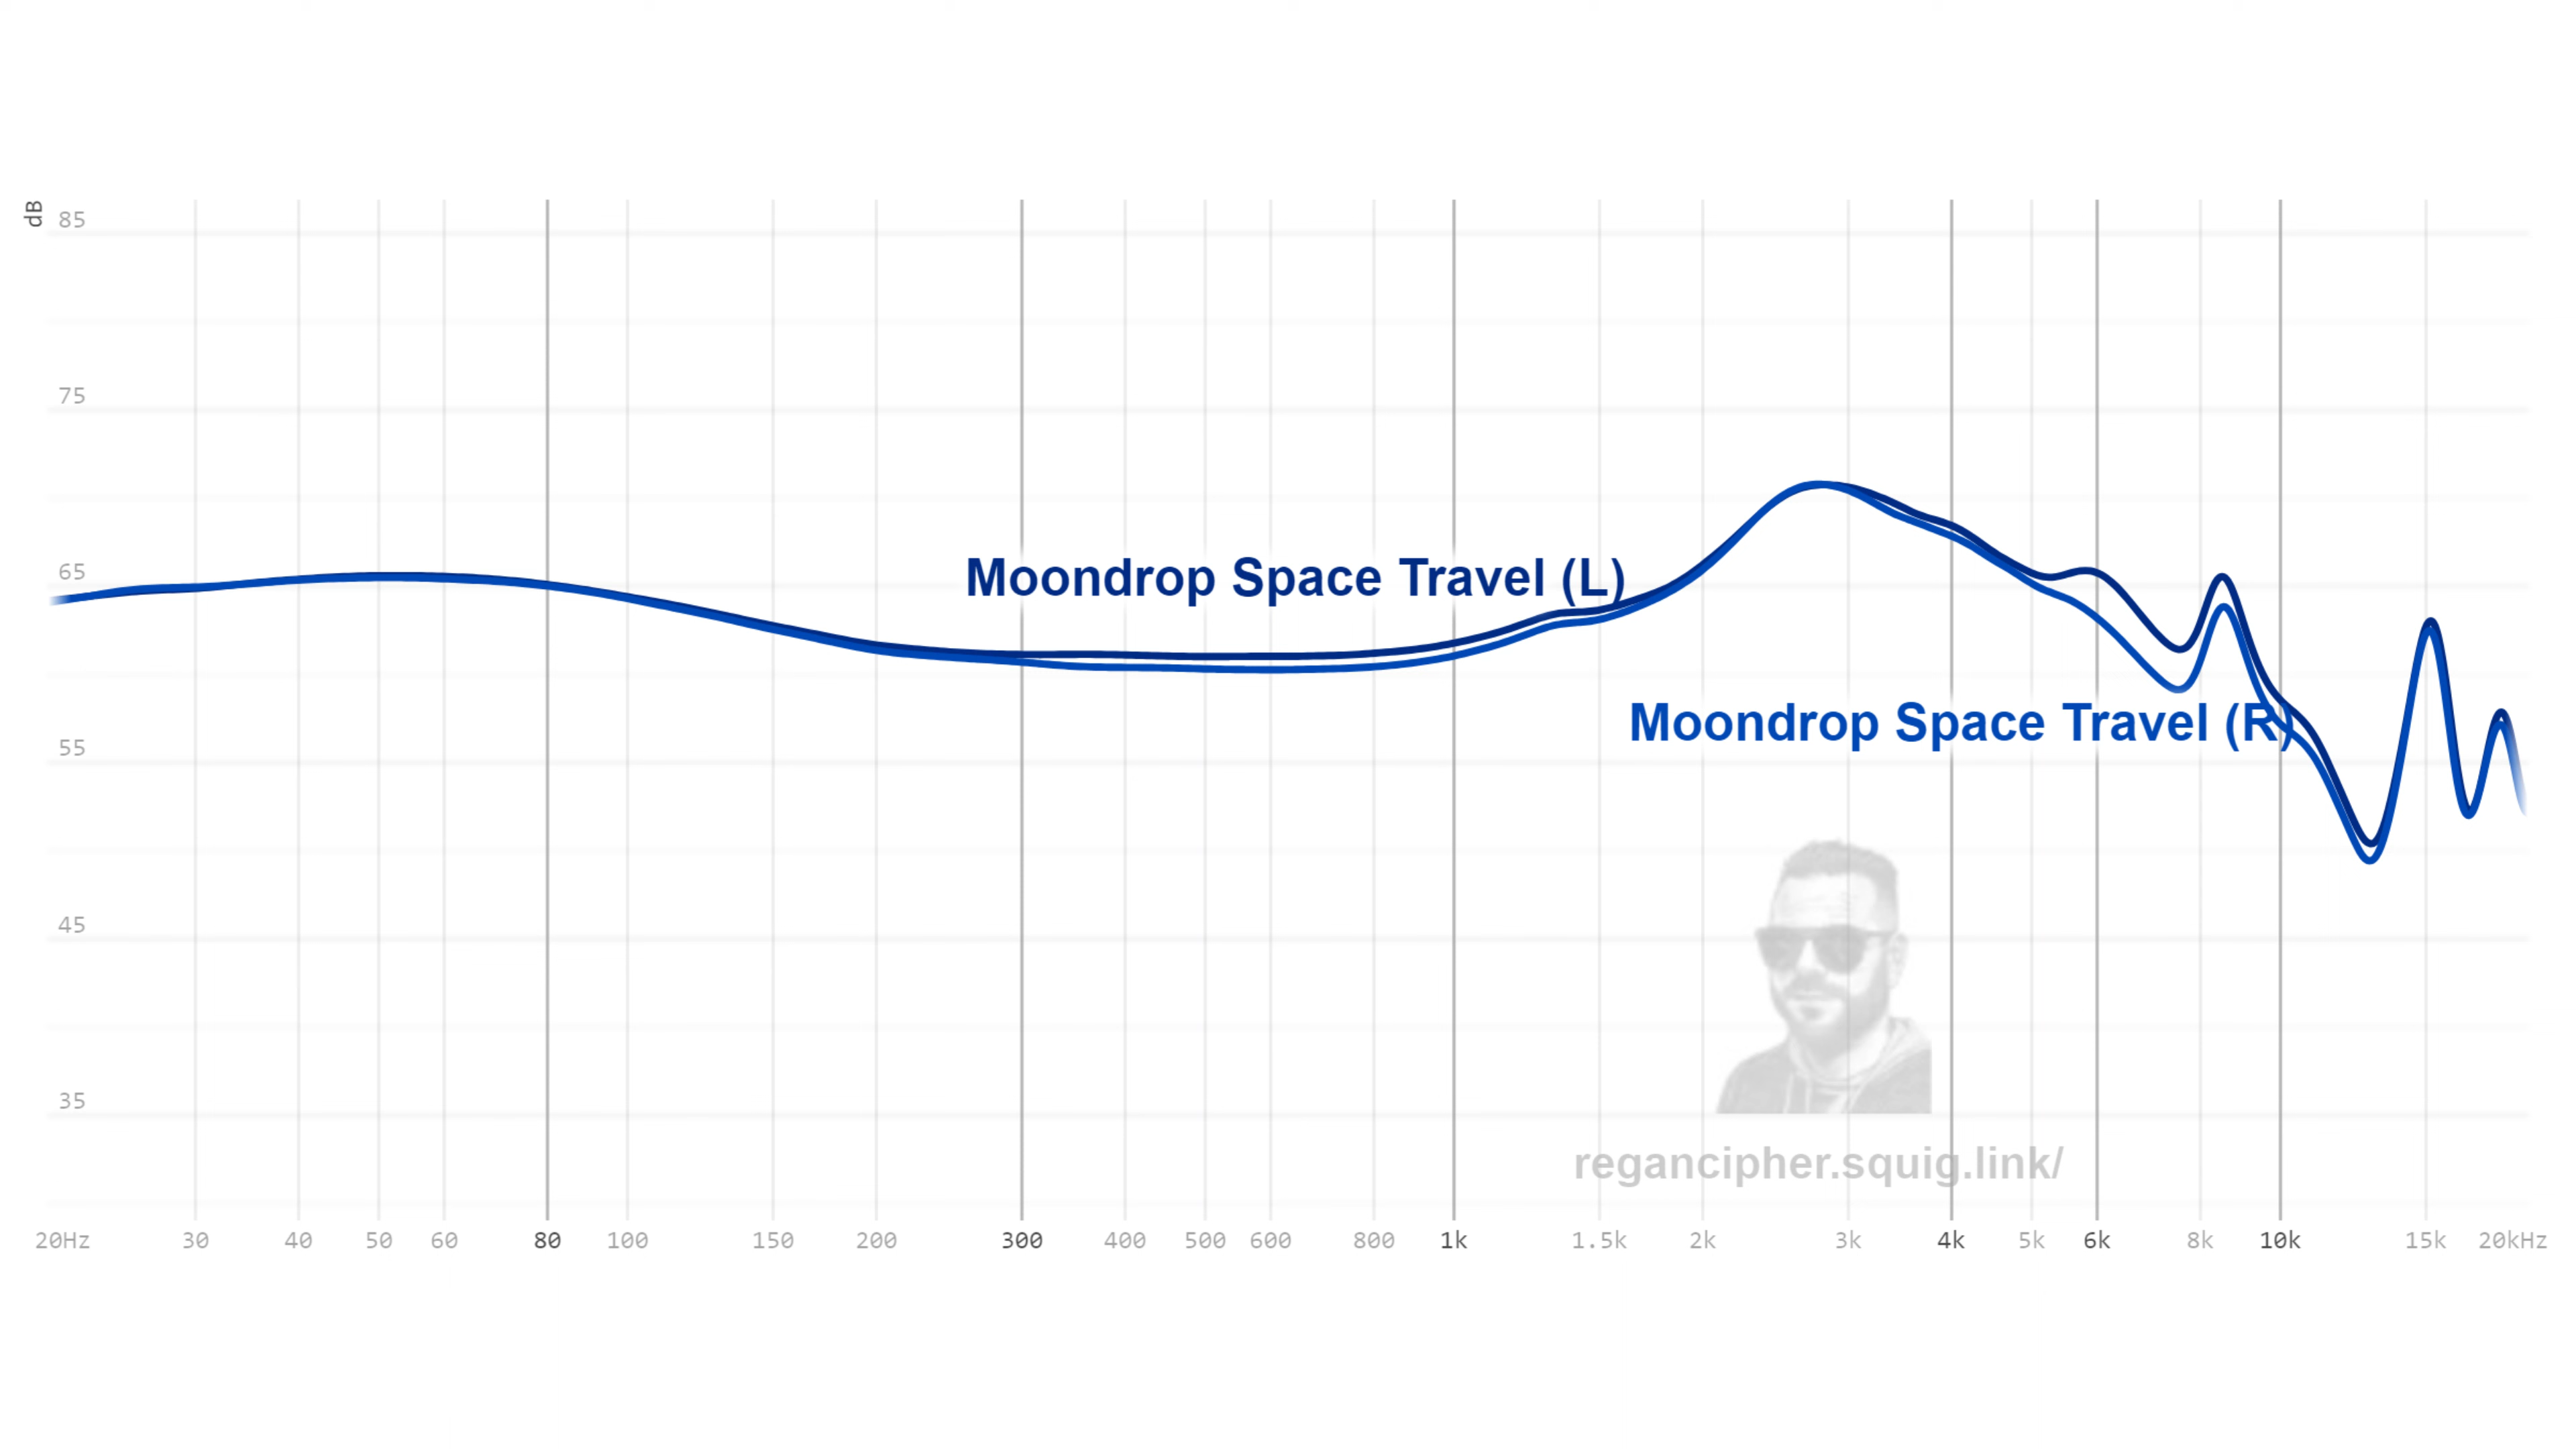 dB
85
75
65
Moondrop Space Travel (L)
Moondrop Space Travel (R)
55
45
35
regancipher.squig.link/
20Hz 30 40 50 60 80 100 150 200 300 400 500 600 800 1k 1.5k 2k 3k 4k 5k 6k 8k 10k 15k 20kHz